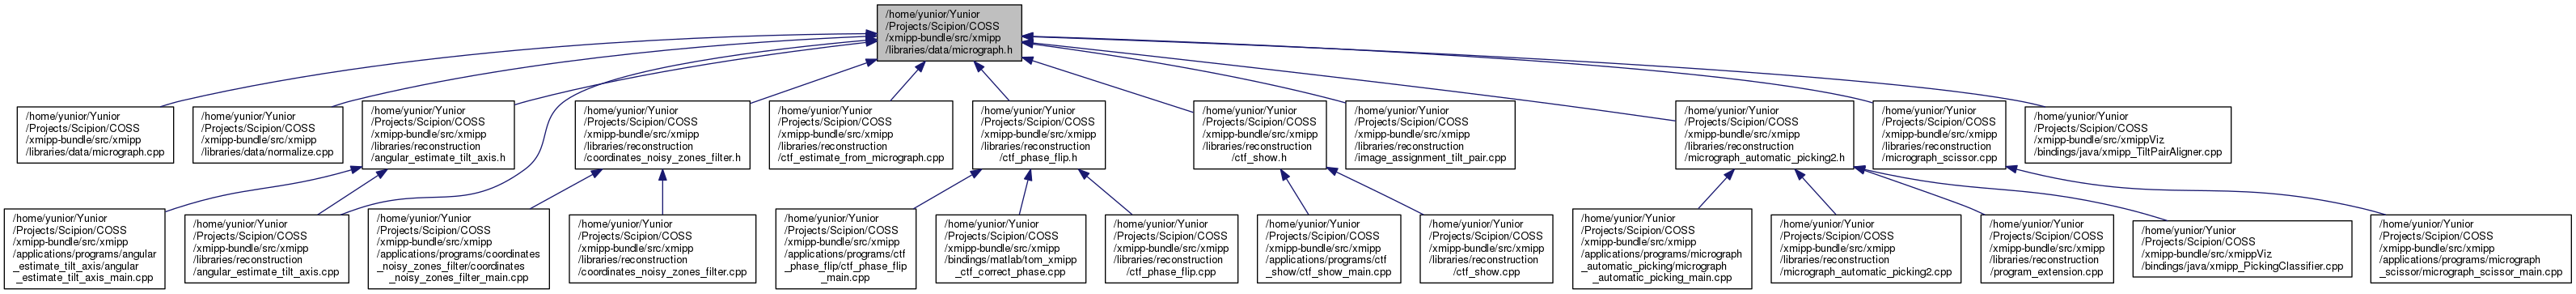 /home/yunior/Yunior
/Projects/Scipion/COSS
/xmipp-bundle/src/xmipp
/libraries/data/micrograph.h
/home/yunior/Yunior
/Projects/Scipion/COSS
/xmipp-bundle/src/xmipp
/libraries/data/micrograph.cpp
/home/yunior/Yunior
/Projects/Scipion/COSS
/xmipp-bundle/src/xmipp
/libraries/data/normalize.cpp
/home/yunior/Yunior
/Projects/Scipion/COSS
/xmipp-bundle/src/xmipp
/libraries/reconstruction
/angular_estimate_tilt_axis.h
/home/yunior/Yunior
/Projects/Scipion/COSS
/xmipp-bundle/src/xmipp
/libraries/reconstruction
/coordinates_noisy_zones_filter.h
/home/yunior/Yunior
/Projects/Scipion/COSS
/xmipp-bundle/src/xmipp
/libraries/reconstruction
/ctf_estimate_from_micrograph.cpp
/home/yunior/Yunior
/Projects/Scipion/COSS
/xmipp-bundle/src/xmipp
/libraries/reconstruction
/ctf_phase_flip.h
/home/yunior/Yunior
/Projects/Scipion/COSS
/xmipp-bundle/src/xmipp
/libraries/reconstruction
/ctf_show.h
/home/yunior/Yunior
/Projects/Scipion/COSS
/xmipp-bundle/src/xmipp
/libraries/reconstruction
/image_assignment_tilt_pair.cpp
/home/yunior/Yunior
/Projects/Scipion/COSS
/xmipp-bundle/src/xmipp
/libraries/reconstruction
/micrograph_automatic_picking2.h
/home/yunior/Yunior
/Projects/Scipion/COSS
/xmipp-bundle/src/xmipp
/libraries/reconstruction
/micrograph_scissor.cpp
/home/yunior/Yunior
/Projects/Scipion/COSS
/xmipp-bundle/src/xmippViz
/bindings/java/xmipp_TiltPairAligner.cpp
/home/yunior/Yunior
/Projects/Scipion/COSS
/xmipp-bundle/src/xmipp
/applications/programs/angular
_estimate_tilt_axis/angular
_estimate_tilt_axis_main.cpp
/home/yunior/Yunior
/Projects/Scipion/COSS
/xmipp-bundle/src/xmipp
/libraries/reconstruction
/angular_estimate_tilt_axis.cpp
/home/yunior/Yunior
/Projects/Scipion/COSS
/xmipp-bundle/src/xmipp
/applications/programs/coordinates
_noisy_zones_filter/coordinates
_noisy_zones_filter_main.cpp
/home/yunior/Yunior
/Projects/Scipion/COSS
/xmipp-bundle/src/xmipp
/libraries/reconstruction
/coordinates_noisy_zones_filter.cpp
/home/yunior/Yunior
/Projects/Scipion/COSS
/xmipp-bundle/src/xmipp
/applications/programs/ctf
_phase_flip/ctf_phase_flip
_main.cpp
/home/yunior/Yunior
/Projects/Scipion/COSS
/xmipp-bundle/src/xmipp
/bindings/matlab/tom_xmipp
_ctf_correct_phase.cpp
/home/yunior/Yunior
/Projects/Scipion/COSS
/xmipp-bundle/src/xmipp
/libraries/reconstruction
/ctf_phase_flip.cpp
/home/yunior/Yunior
/Projects/Scipion/COSS
/xmipp-bundle/src/xmipp
/applications/programs/ctf
_show/ctf_show_main.cpp
/home/yunior/Yunior
/Projects/Scipion/COSS
/xmipp-bundle/src/xmipp
/libraries/reconstruction
/ctf_show.cpp
/home/yunior/Yunior
/Projects/Scipion/COSS
/xmipp-bundle/src/xmipp
/applications/programs/micrograph
_automatic_picking/micrograph
_automatic_picking_main.cpp
/home/yunior/Yunior
/Projects/Scipion/COSS
/xmipp-bundle/src/xmipp
/libraries/reconstruction
/micrograph_automatic_picking2.cpp
/home/yunior/Yunior
/Projects/Scipion/COSS
/xmipp-bundle/src/xmipp
/libraries/reconstruction
/program_extension.cpp
/home/yunior/Yunior
/Projects/Scipion/COSS
/xmipp-bundle/src/xmippViz
/bindings/java/xmipp_PickingClassifier.cpp
/home/yunior/Yunior
/Projects/Scipion/COSS
/xmipp-bundle/src/xmipp
/applications/programs/micrograph
_scissor/micrograph_scissor_main.cpp